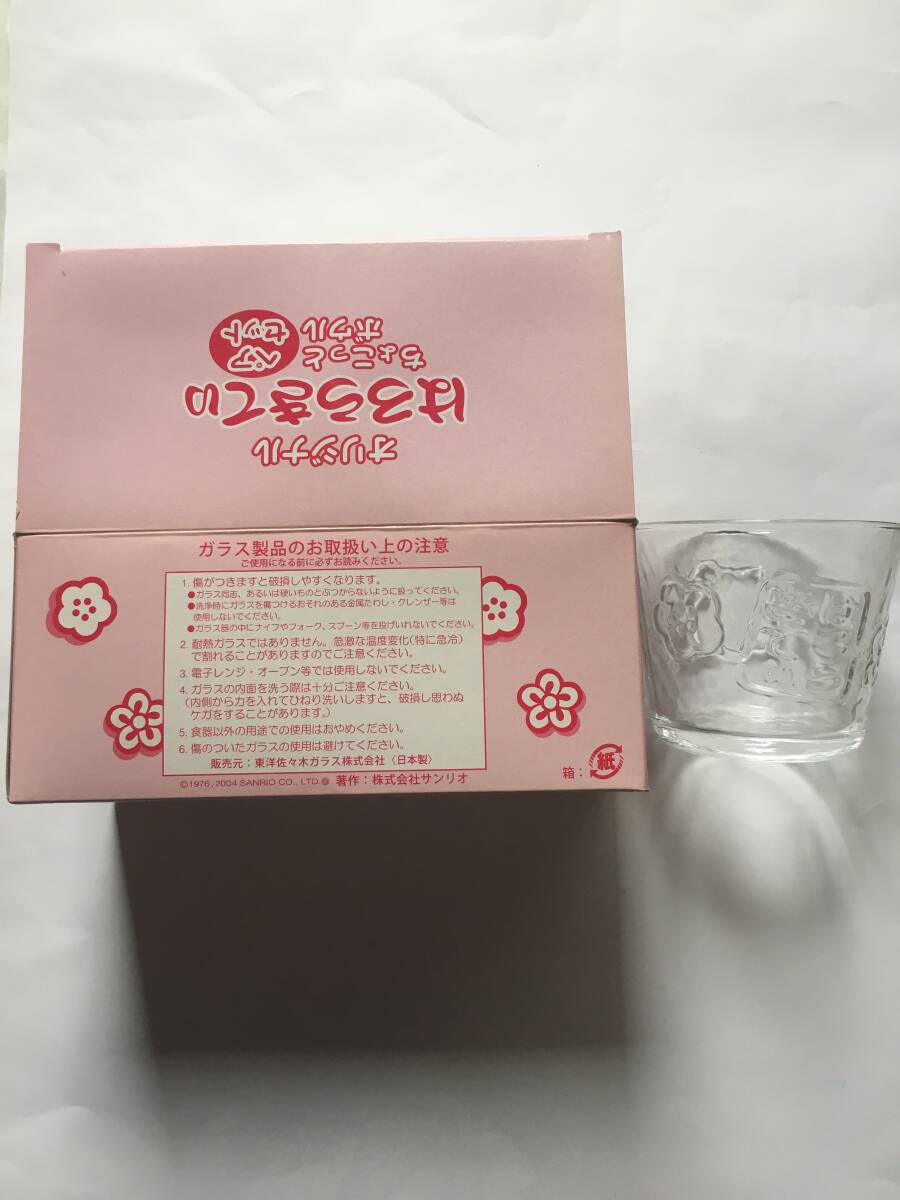 オリジナル
はろうきてぃ
ちょこっと
ボウル
ペア
セット
ガラス製品のお取扱い上の注意
ご使用になる前に必ずお読みください。
1. 傷がつきますと破損しやすくなります。
●ガラス同志、あるいは硬いものとぶつからないように扱ってください。
●洗浄時にガラスを傷つけるおそれのある金属たわし・クレンザー等は
使用しないでください。
●ガラス器の中にナイフやフォーク、スプーン等を投げいれないでください。
2. 耐熱ガラスではありません。急激な温度変化(特に急冷)
で割れることがありますのでご注意ください。
3. 電子レンジ・オーブン等では使用しないでください。
4. ガラスの内面を洗う際は十分ご注意ください。
(内側から力を入れてひねり洗いしますと、破損し思わぬ
ケガをすることがあります。)
5. 食器以外の用途での使用はおやめください。
6. 傷のついたガラスの使用は避けてください。
販売元：東洋佐々木ガラス株式会社〈日本製〉
©1976, 2004 SANRIO CO., LTD. 著作：株式会社サンリオ
箱： 紙